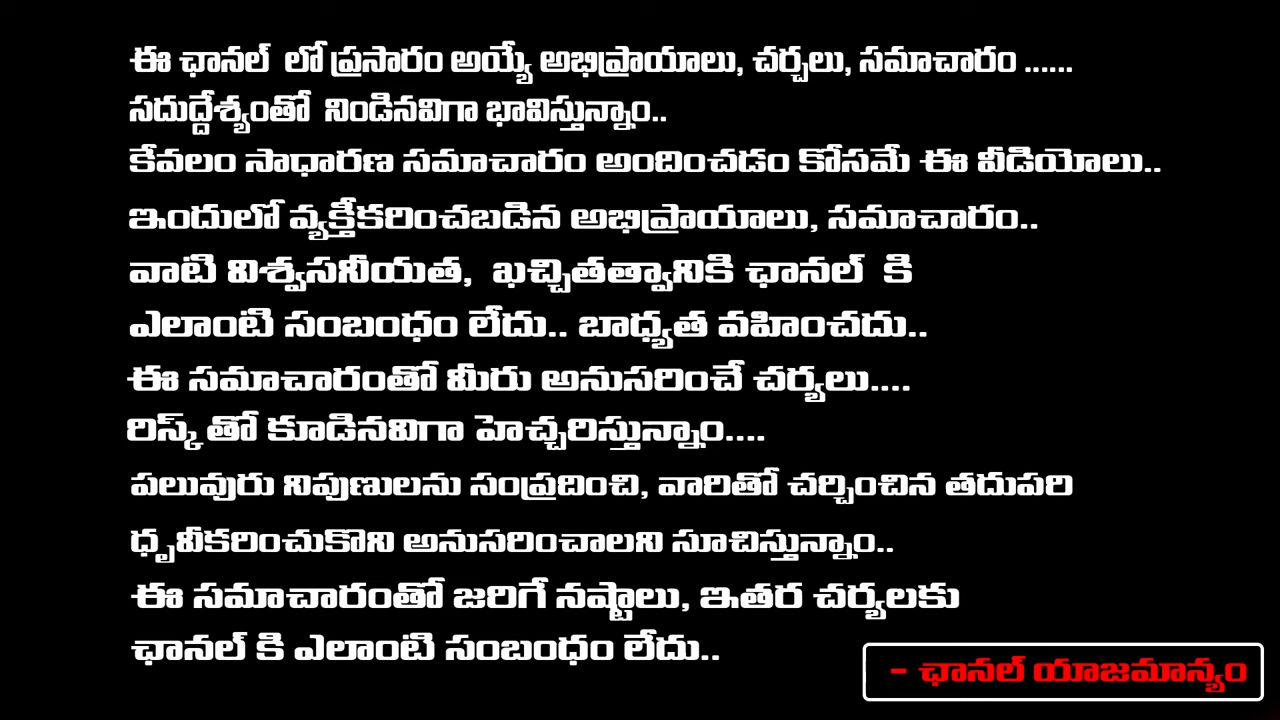 ఈ ఛానల్ లో ప్రసారం అయ్యే అభిప్రాయాలు, చర్చలు, సమాచారం ......
సదుద్దేశ్యంతో నిండినవిగా భావిస్తున్నాం..
కేవలం సాధారణ సమాచారం అందించడం కోసమే ఈ వీడియోలు..
ఇందులో వ్యక్తీకరించబడిన అభిప్రాయాలు, సమాచారం..
వాటి విశ్వసనీయత, ఖచ్చితత్వానికి ఛానల్ కి
ఎలాంటి సంబంధం లేదు.. బాధ్యత వహించదు..
ఈ సమాచారంతో మీరు అనుసరించే చర్యలు....
రిస్క్ తో కూడినవిగా హెచ్చరిస్తున్నాం....
పలువురు నిపుణులను సంప్రదించి, వారితో చర్చించిన తదుపరి
ధృవీకరించుకొని అనుసరించాలని సూచిస్తున్నాం..
ఈ సమాచారంతో జరిగే నష్టాలు, ఇతర చర్యలకు
ఛానల్ కి ఎలాంటి సంబంధం లేదు..
- ఛానల్ యాజమాన్యం